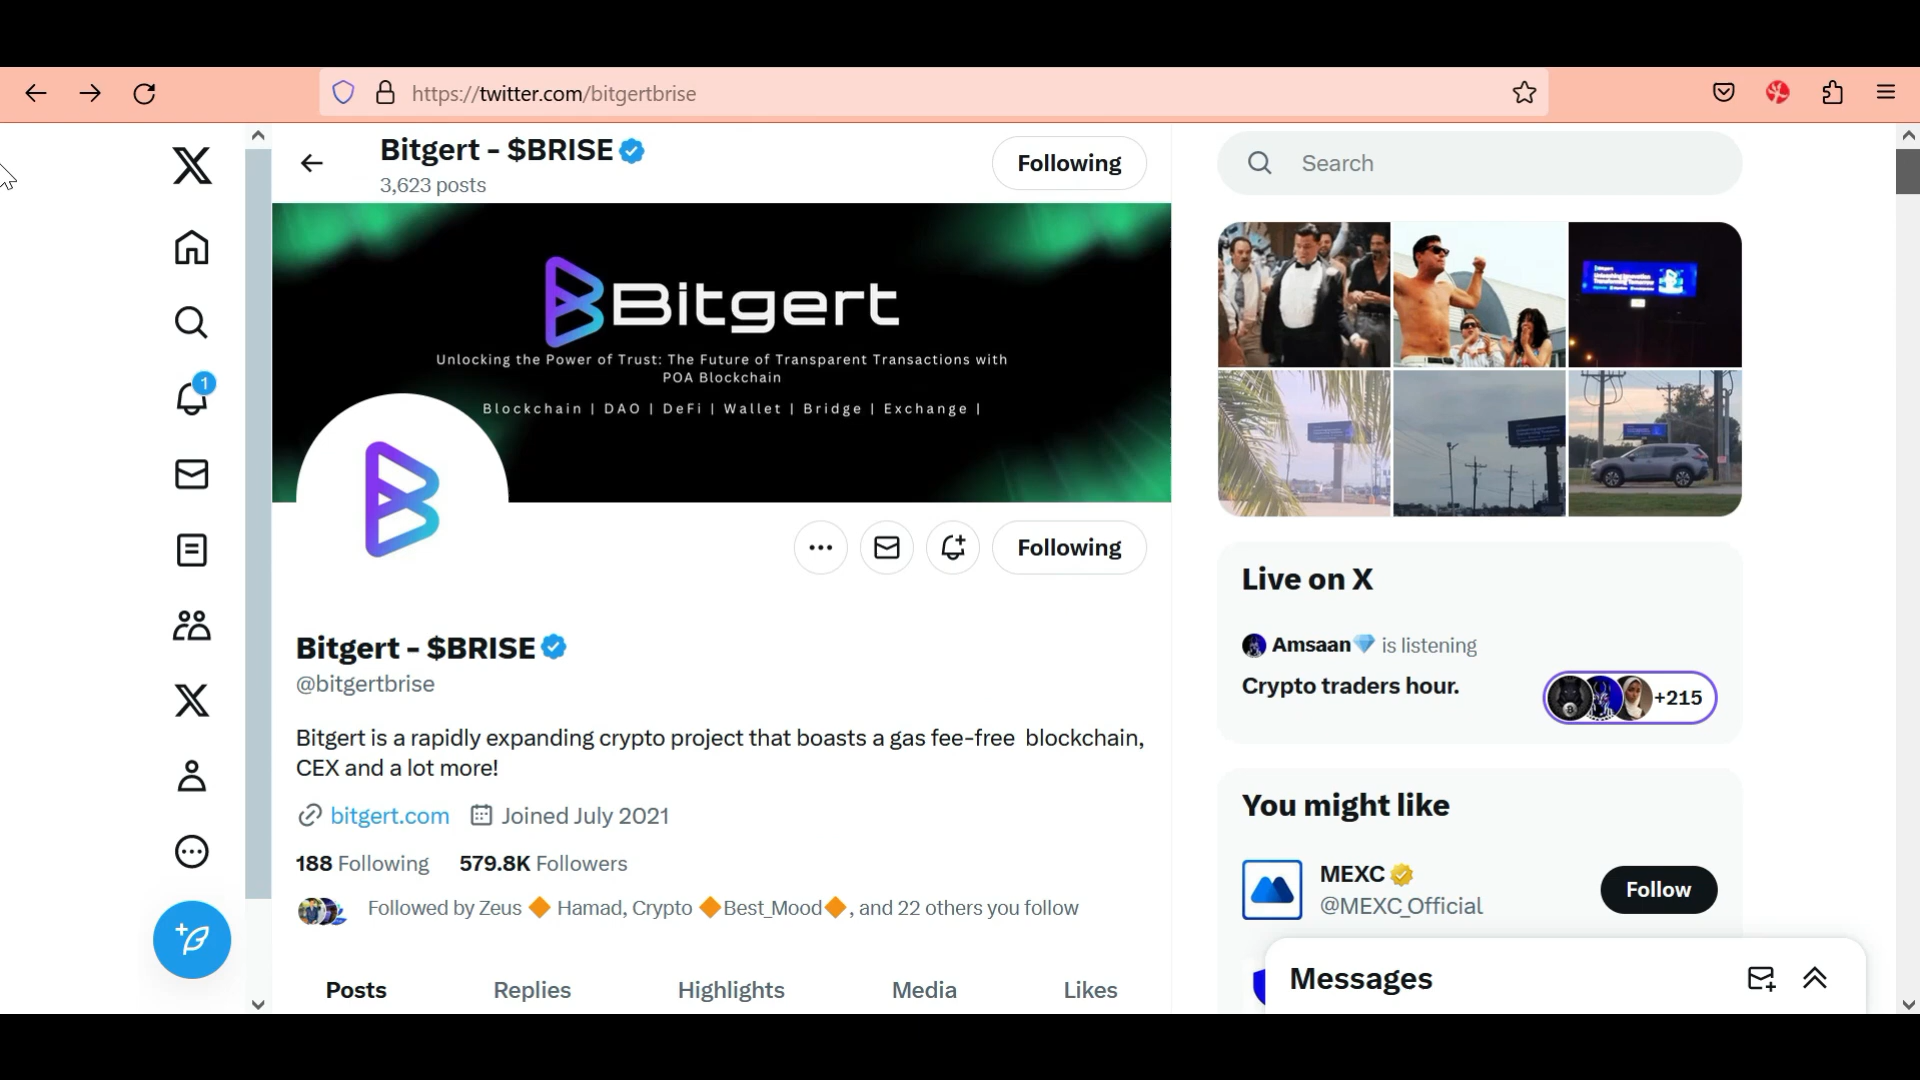 https://twitter.com/bitgertbrise
Bitgert - $BRISE
3,623 posts
Following
Search
Bitgert
Unlocking the Power of Trust: The Future of Transparent Transactions with
POA Blockchain
Blockchain | DAO | DeFi | Wallet | Bridge | Exchange |
1
Following
Bitgert - $BRISE
@bitgertbrise
Bitgert is a rapidly expanding crypto project that boasts a gas fee-free blockchain,
CEX and a lot more!
bitgert.com Joined July 2021
188 Following 579.8K Followers
Followed by Zeus 🔶 Hamad, Crypto 🔶Best_Mood🔶, and 22 others you follow
Posts Replies Highlights Media Likes
Live on X
Amsaan💎 is listening
Crypto traders hour.
+215
You might like
MEXC
@MEXC_Official
Follow
Messages